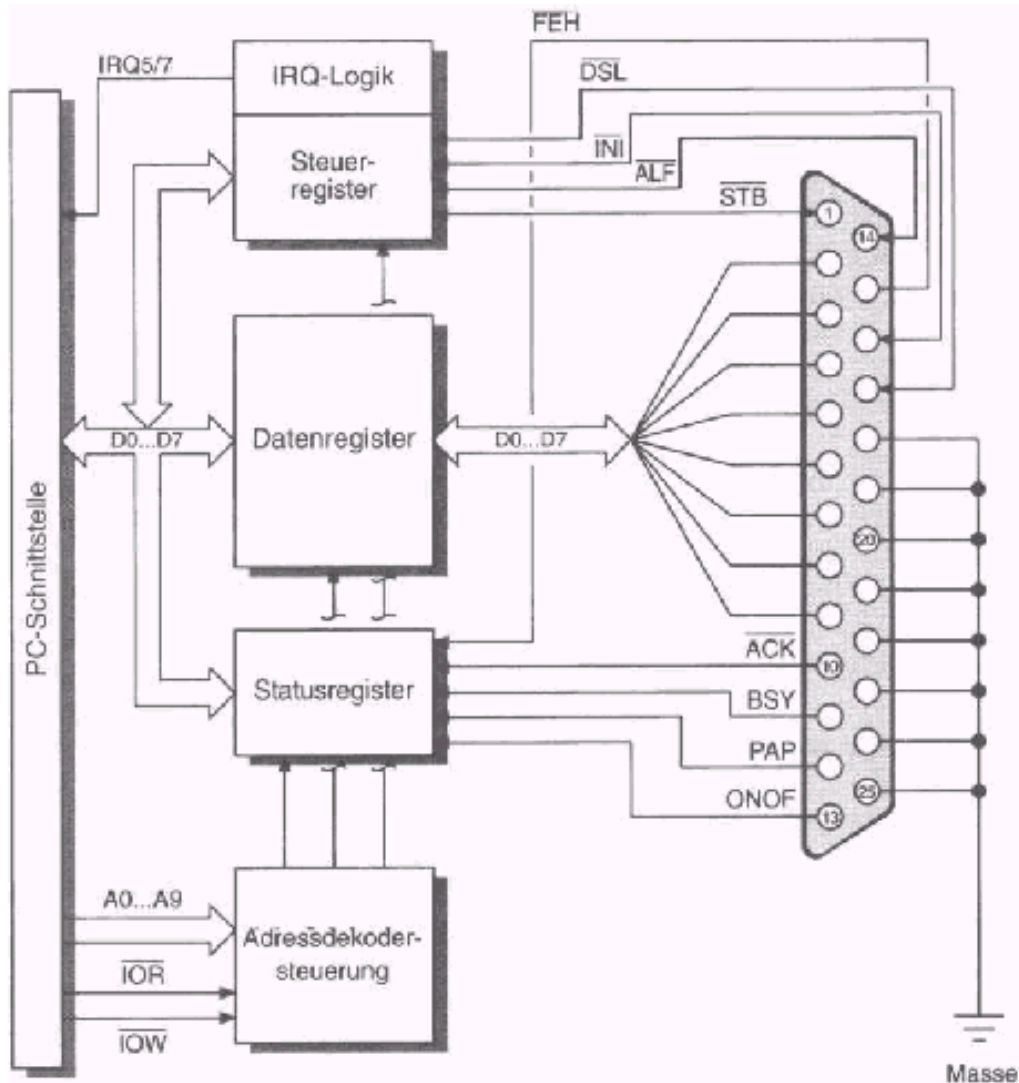 FEH
IRQ5/7
IRQ-Logik
DSL
Steuer-
register
INI
ALF
STB
1
14
D0...D7
Datenregister
D0...D7
20
PC-Schnittstelle
Statusregister
ACK
10
BSY
PAP
ONOF
25
13
A0...A9
Adressdekoder-
steuerung
IOR
IOW
Masse